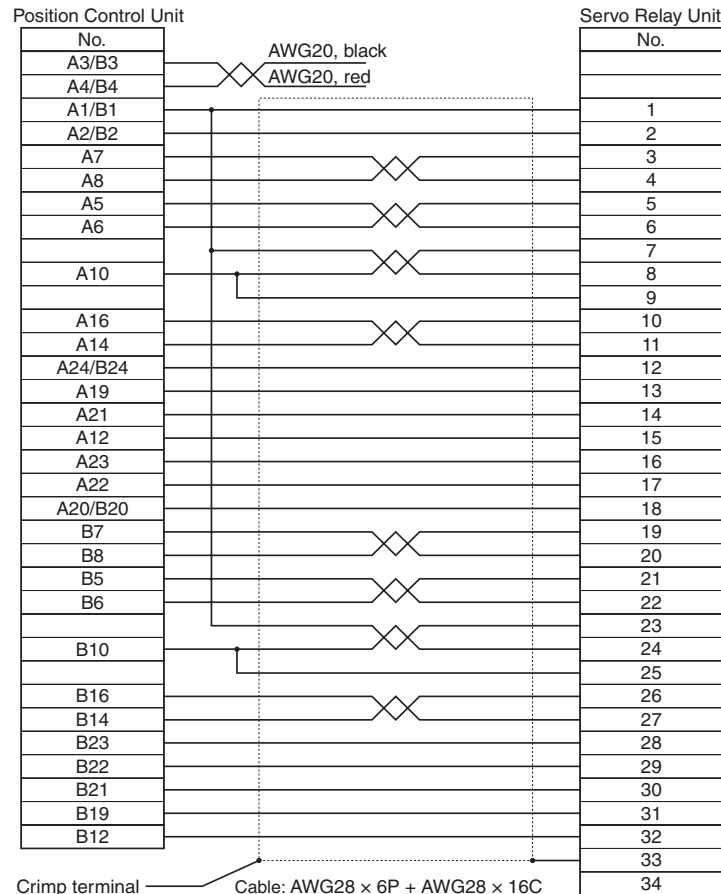 Position Control Unit Servo Relay Unit
No. No.
A3/B3 AWG20, black
A4/B4 AWG20, red
A1/B1 1
A2/B2 2
A7 3
A8 4
A5 5
A6 6
7
A10 8
9
A16 10
A14 11
A24/B24 12
A19 13
A21 14
A12 15
A23 16
A22 17
A20/B20 18
B7 19
B8 20
B5 21
B6 22
23
B10 24
25
B16 26
B14 27
B23 28
B22 29
B21 30
B19 31
B12 32
33
Crimp terminal Cable: AWG28 × 6P + AWG28 × 16C 34